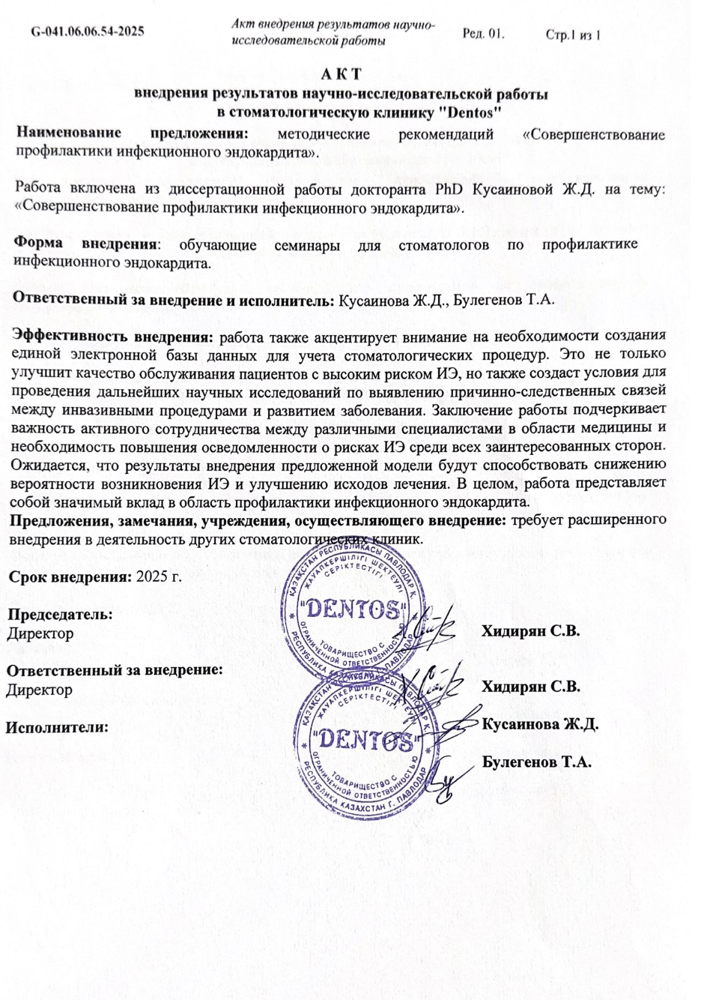 G-041.06.06.54-2025
Акт внедрения результатов научно-
исследовательской работы
Ред. 01.
Стр.1 из 1
А К Т
внедрения результатов научно-исследовательской работы
в стоматологическую клинику "Dentos"
Наименование предложения: методические рекомендаций «Совершенствование
профилактики инфекционного эндокардита».
Работа включена из диссертационной работы докторанта PhD Кусаиновой Ж.Д. на тему:
«Совершенствование профилактики инфекционного эндокардита».
Форма внедрения: обучающие семинары для стоматологов по профилактике
инфекционного эндокардита.
Ответственный за внедрение и исполнитель: Кусаинова Ж.Д., Булегенов Т.А.
Эффективность внедрения: работа также акцентирует внимание на необходимости создания
единой электронной базы данных для учета стоматологических процедур. Это не только
улучшит качество обслуживания пациентов с высоким риском ИЭ, но также создаст условия для
проведения дальнейших научных исследований по выявлению причинно-следственных связей
между инвазивными процедурами и развитием заболевания. Заключение работы подчеркивает
важность активного сотрудничества между различными специалистами в области медицины и
необходимость повышения осведомленности о рисках ИЭ среди всех заинтересованных сторон.
Ожидается, что результаты внедрения предложенной модели будут способствовать снижению
вероятности возникновения ИЭ и улучшению исходов лечения. В целом, работа представляет
собой значимый вклад в область профилактики инфекционного эндокардита.
Предложения, замечания, учреждения, осуществляющего внедрение: требует расширенного
внедрения в деятельность других стоматологических клиник.
Срок внедрения: 2025 г.
ҚАЗАҚСТАН РЕСПУБЛИКАСЫ ПАВЛОДАР Қ.
ЖАУАПКЕРШІЛІГІ ШЕКТЕУЛІ
СЕРІКТЕСТІГІ
"DENTOS"
ТОВАРИЩЕСТВО С
ОГРАНИЧЕННОЙ ОТВЕТСТВЕННОСТЬЮ
РЕСПУБЛИКА КАЗАХСТАН Г. ПАВЛОДАР
Председатель:
Директор
Хидирян С.В.
Ответственный за внедрение:
Директор
Хидирян С.В.
Исполнители:
Кусаинова Ж.Д.
Булегенов Т.А.
ҚАЗАҚСТАН РЕСПУБЛИКАСЫ ПАВЛОДАР Қ.
ЖАУАПКЕРШІЛІГІ ШЕКТЕУЛІ
СЕРІКТЕСТІГІ
"DENTOS"
ТОВАРИЩЕСТВО С
ОГРАНИЧЕННОЙ ОТВЕТСТВЕННОСТЬЮ
РЕСПУБЛИКА КАЗАХСТАН Г. ПАВЛОДАР